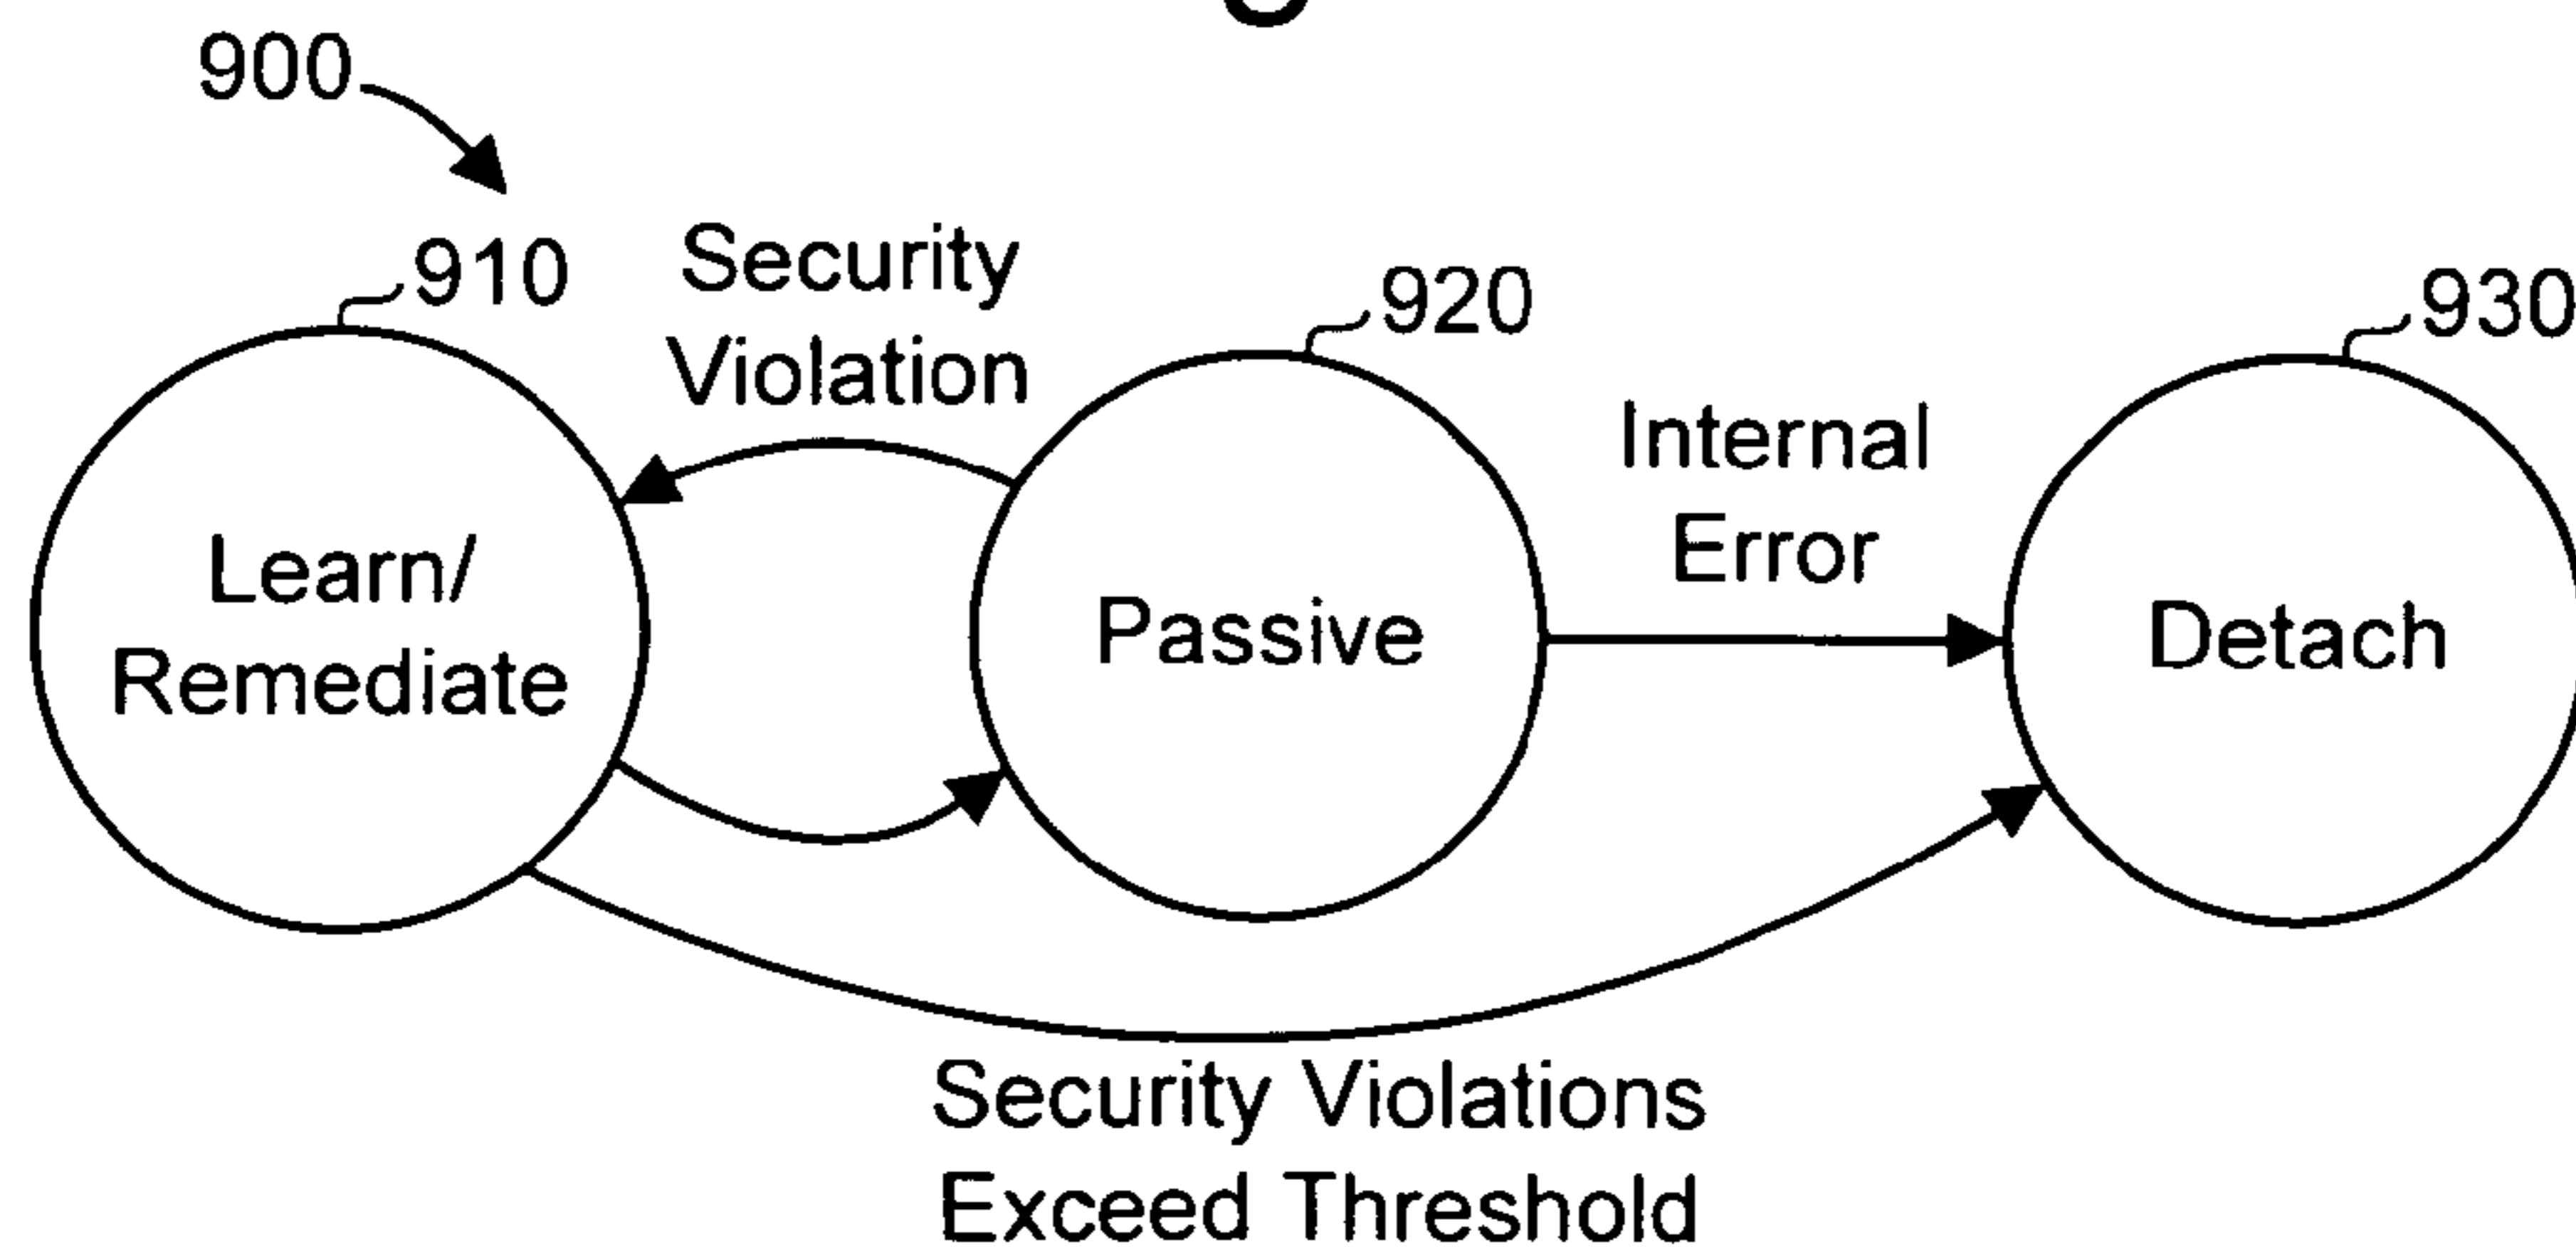 900
910
Security
Violation
920
930
Internal
Error
Learn/
Remediate
Passive
Detach
Security Violations
Exceed Threshold